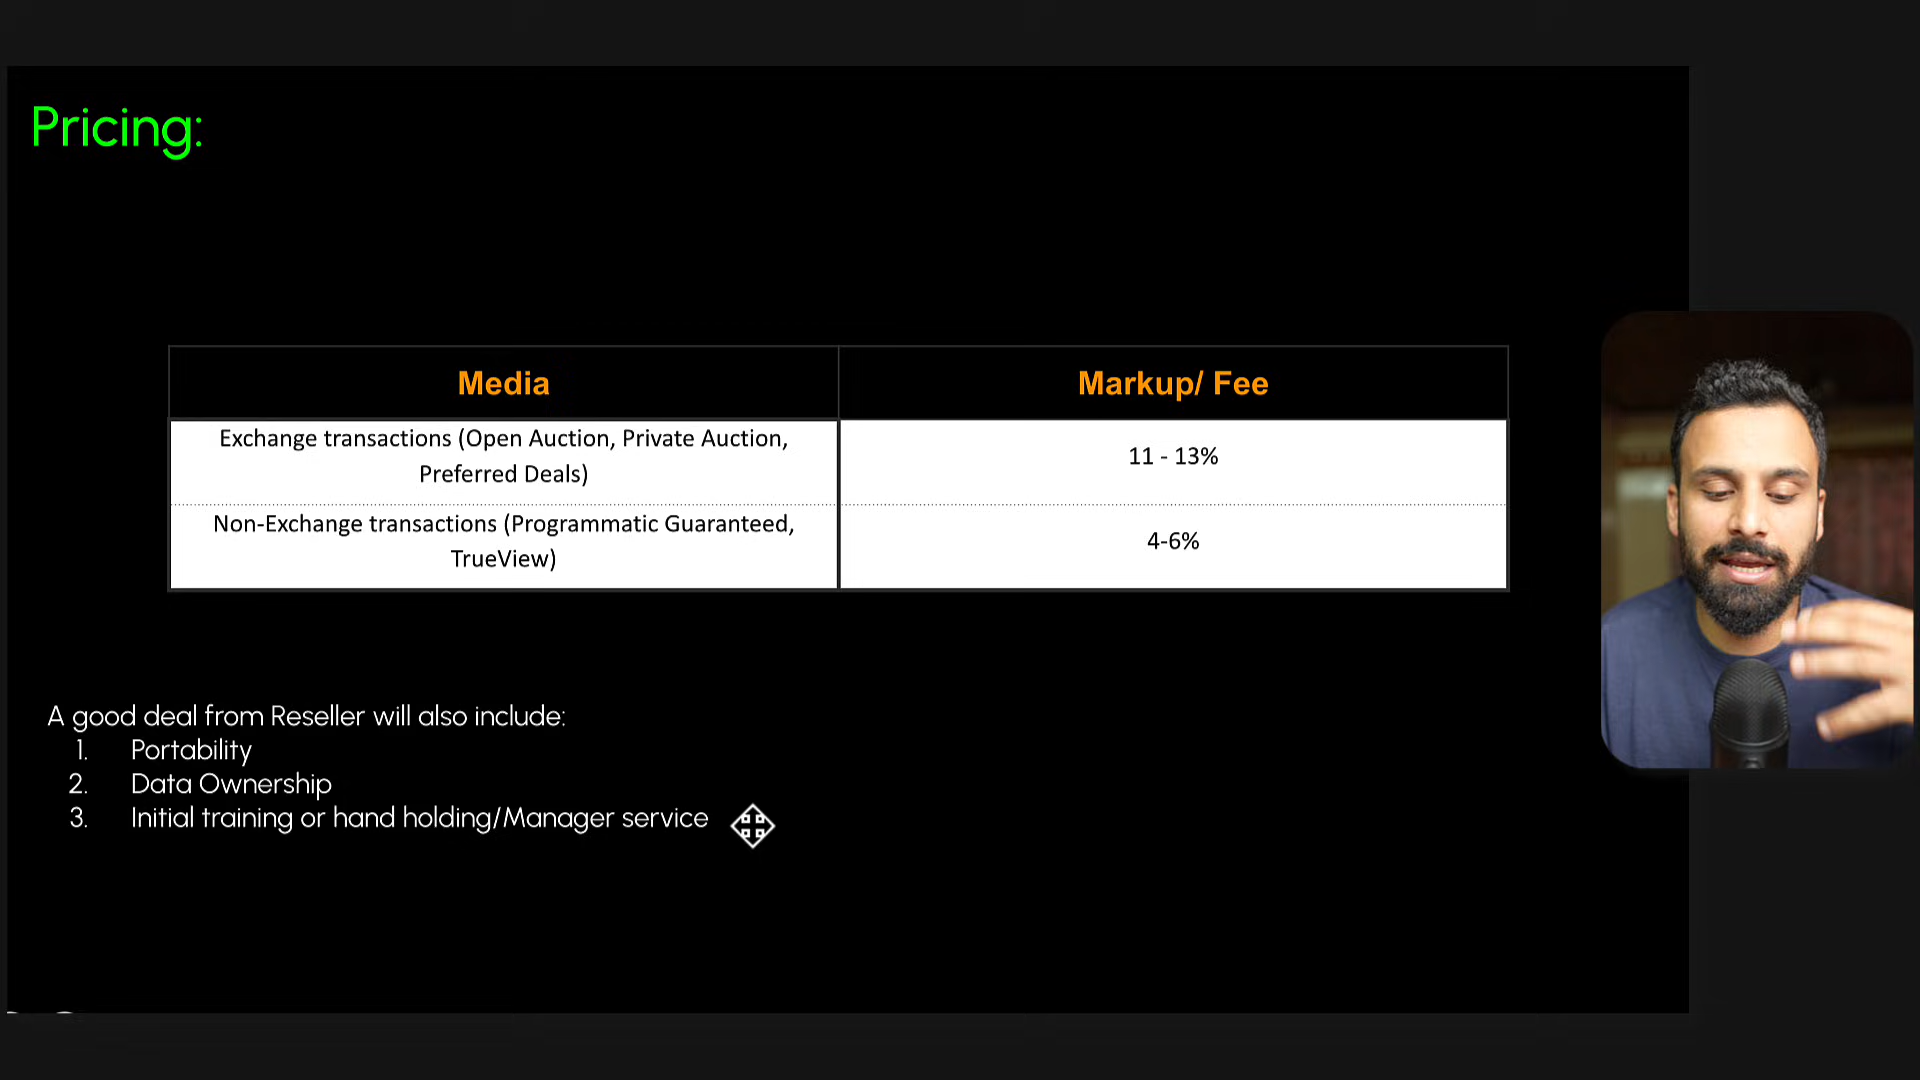 Pricing:
Media
Markup/ Fee
Exchange transactions (Open Auction, Private Auction,
Preferred Deals)
11 - 13%
Non-Exchange transactions (Programmatic Guaranteed,
TrueView)
4-6%
A good deal from Reseller will also include:
1. Portability
2. Data Ownership
3. Initial training or hand holding/Manager service